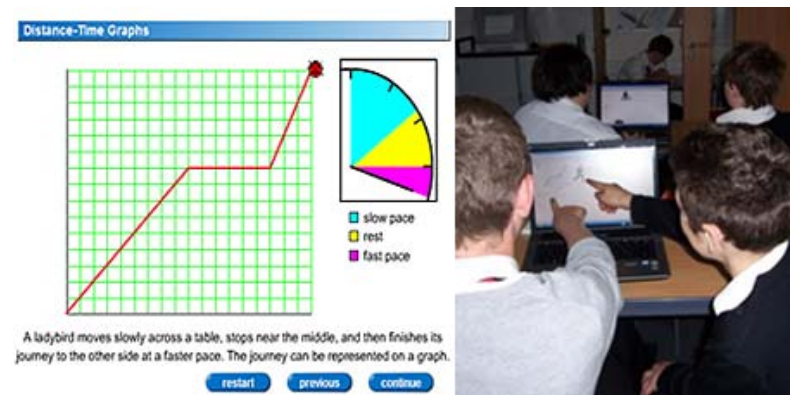 Distance-Time Graphs
slow pace
rest
fast pace
A ladybird moves slowly across a table, stops near the middle, and then finishes its
journey to the other side at a faster pace. The journey can be represented on a graph.
restart
previous
continue